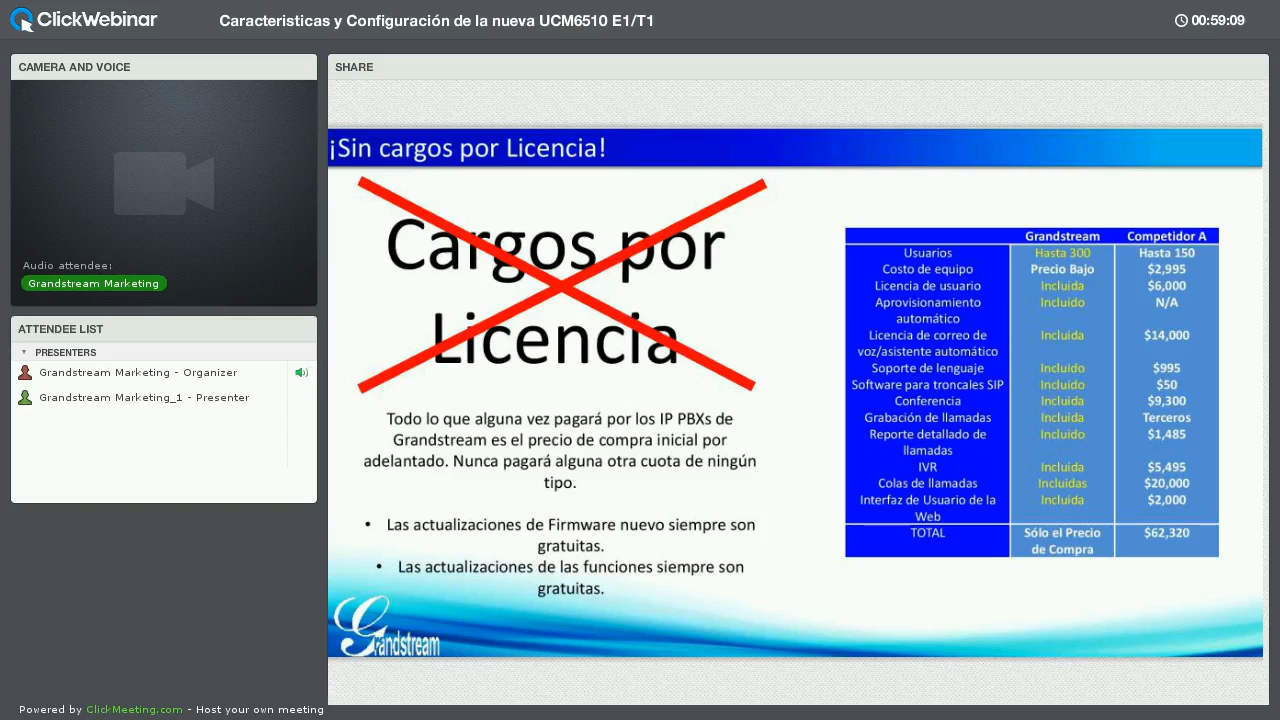 ClickWebinar
Caracteristicas y Configuración de la nueva UCM6510 E1/T1
00:59:09
CAMERA AND VOICE
Audio attendee:
Grandstream Marketing
ATTENDEE LIST
PRESENTERS
Grandstream Marketing - Organizer
Grandstream Marketing_1 - Presenter
SHARE
¡Sin cargos por Licencia!
Cargos por
Licencia
Todo lo que alguna vez pagará por los IP PBXs de
Grandstream es el precio de compra inicial por
adelantado. Nunca pagará alguna otra cuota de ningún
tipo.
• Las actualizaciones de Firmware nuevo siempre son
gratuitas.
• Las actualizaciones de las funciones siempre son
gratuitas.
Grandstream Competidor A
Usuarios Hasta 300 Hasta 150
Costo de equipo Precio Bajo $2,995
Licencia de usuario Incluida $6,000
Aprovisionamiento Incluido N/A
automático
Licencia de correo de Incluida $14,000
voz/asistente automático
Soporte de lenguaje Incluido $995
Software para troncales SIP Incluido $50
Conferencia Incluida $9,300
Grabación de llamadas Incluida Terceros
Reporte detallado de Incluido $1,485
llamadas
IVR Incluida $5,495
Colas de llamadas Incluidas $20,000
Interfaz de Usuario de la Incluida $2,000
Web
TOTAL Sólo el Precio $62,320
de Compra
Grandstream
Powered by ClickMeeting.com - Host your own meeting